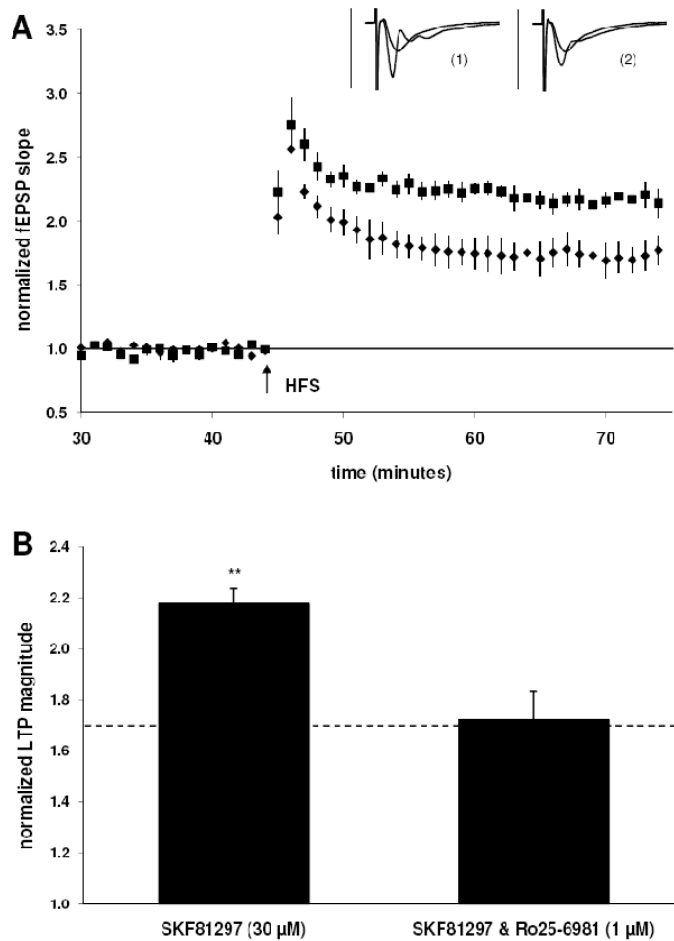 A
3.5
3.0
2.5
2.0
1.5
1.0
0.5
normalized fEPSP slope
(1)
(2)
HFS
30 40 50 60 70
time (minutes)
B
2.4
2.2
2.0
1.8
1.6
1.4
1.2
1.0
normalized LTP magnitude
**
SKF81297 (30 µM) SKF81297 & Ro25-6981 (1 µM)